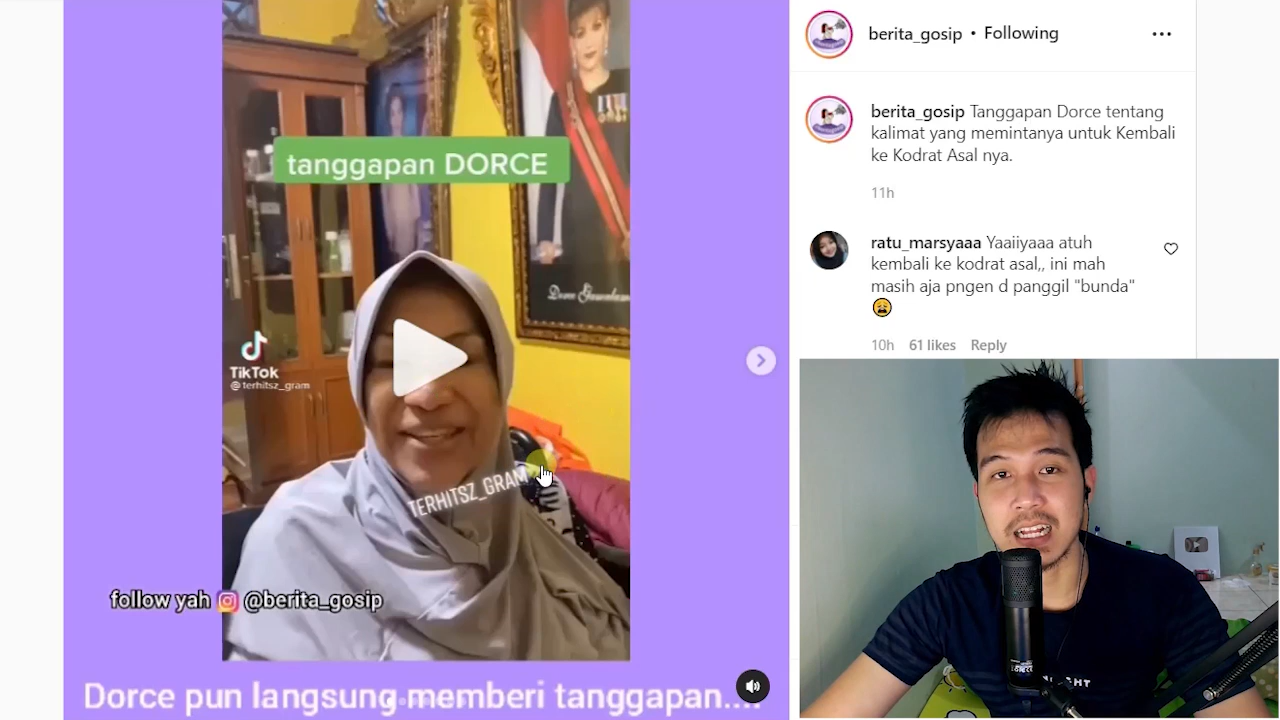 tanggapan DORCE
Dorce Gamalama
TikTok
@terhitsz_gram
TERHITSZ_GRAM
follow yah @berita_gosip
Dorce pun langsung memberi tanggapan....
berita_gosip • Following
berita_gosip Tanggapan Dorce tentang
kalimat yang memintanya untuk Kembali
ke Kodrat Asal nya.
11h
ratu_marsyaaa Yaaiiyaaa atuh
kembali ke kodrat asal,, ini mah
masih aja pngen d panggil "bunda"
😩
10h 61 likes Reply